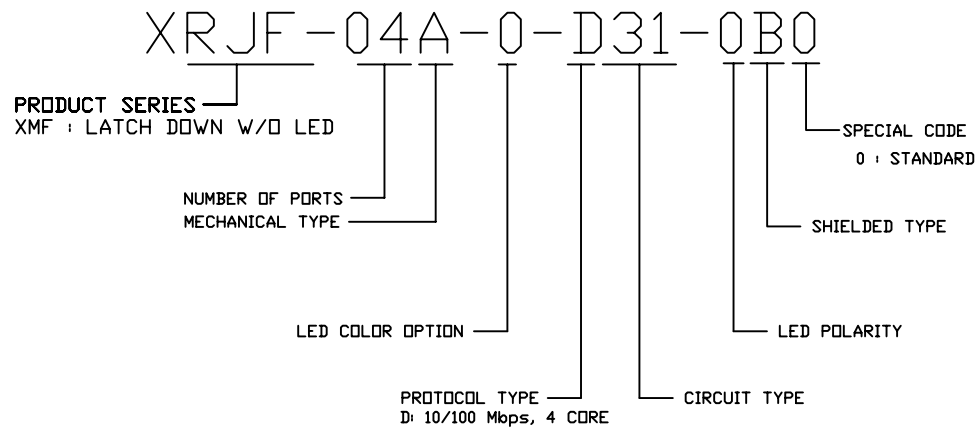 XRJF-04A-0-D31-0B0
PRODUCT SERIES
XMF : LATCH DOWN W/O LED
SPECIAL CODE
0 : STANDARD
NUMBER OF PORTS
MECHANICAL TYPE
SHIELDED TYPE
LED COLOR OPTION
LED POLARITY
PROTOCOL TYPE
D: 10/100 Mbps, 4 CORE
CIRCUIT TYPE